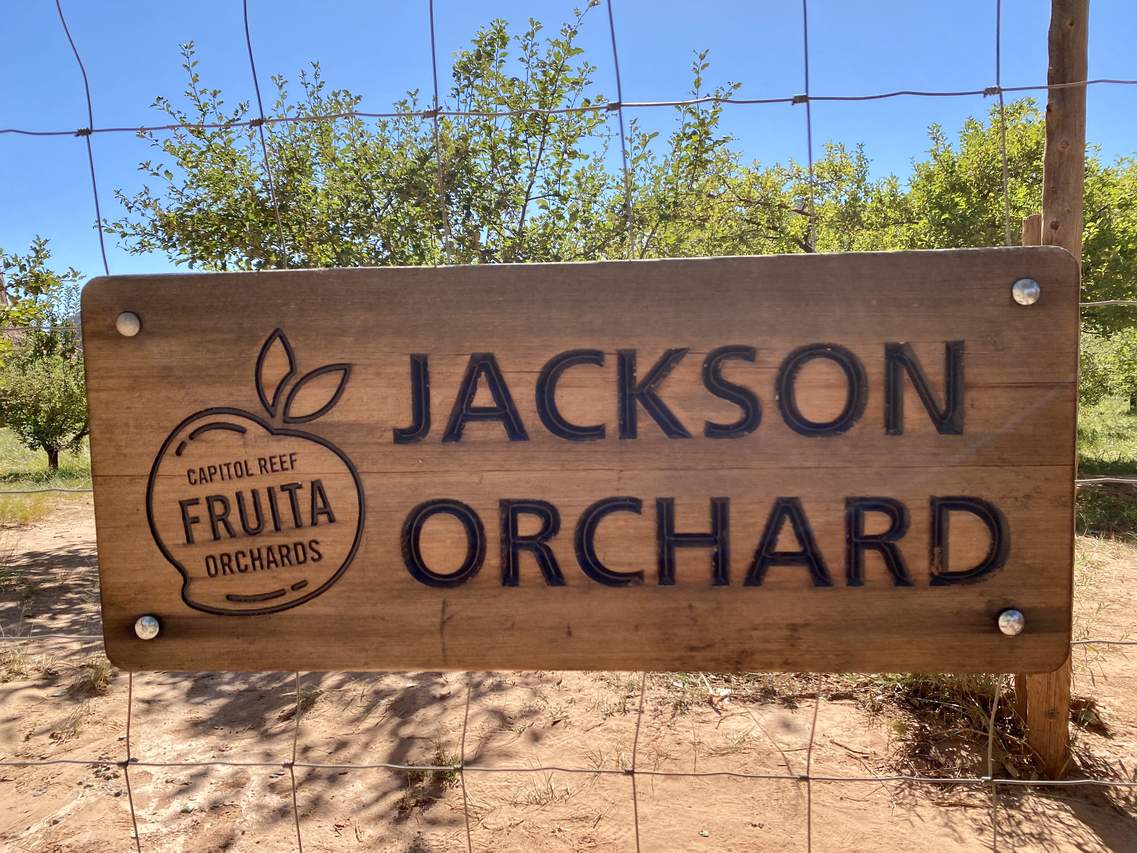 CAPITOL REEF
FRUITA
ORCHARDS
JACKSON
ORCHARD